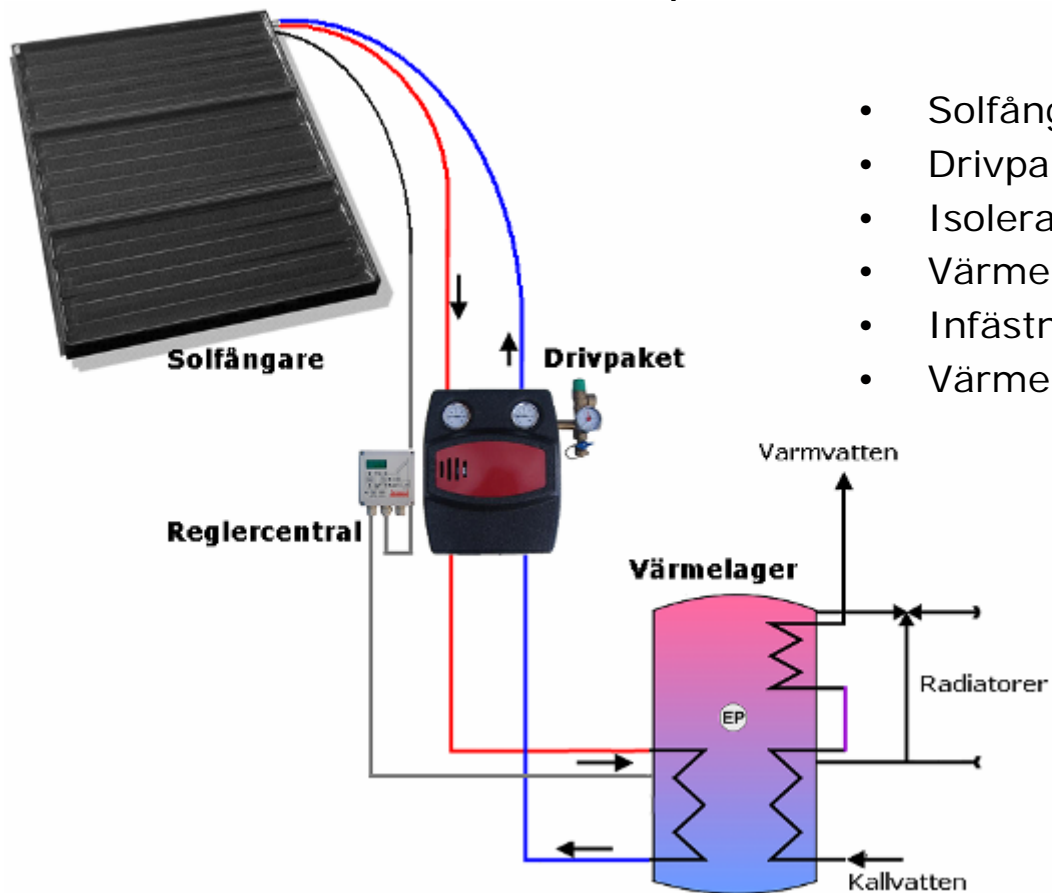 • Solfång
• Drivpa
• Isolera
• Värme
• Infästn
• Värme
Solfångare
Drivpaket
Varmvatten
Reglercentral
Värmelager
Radiatorer
EP
Kallvatten